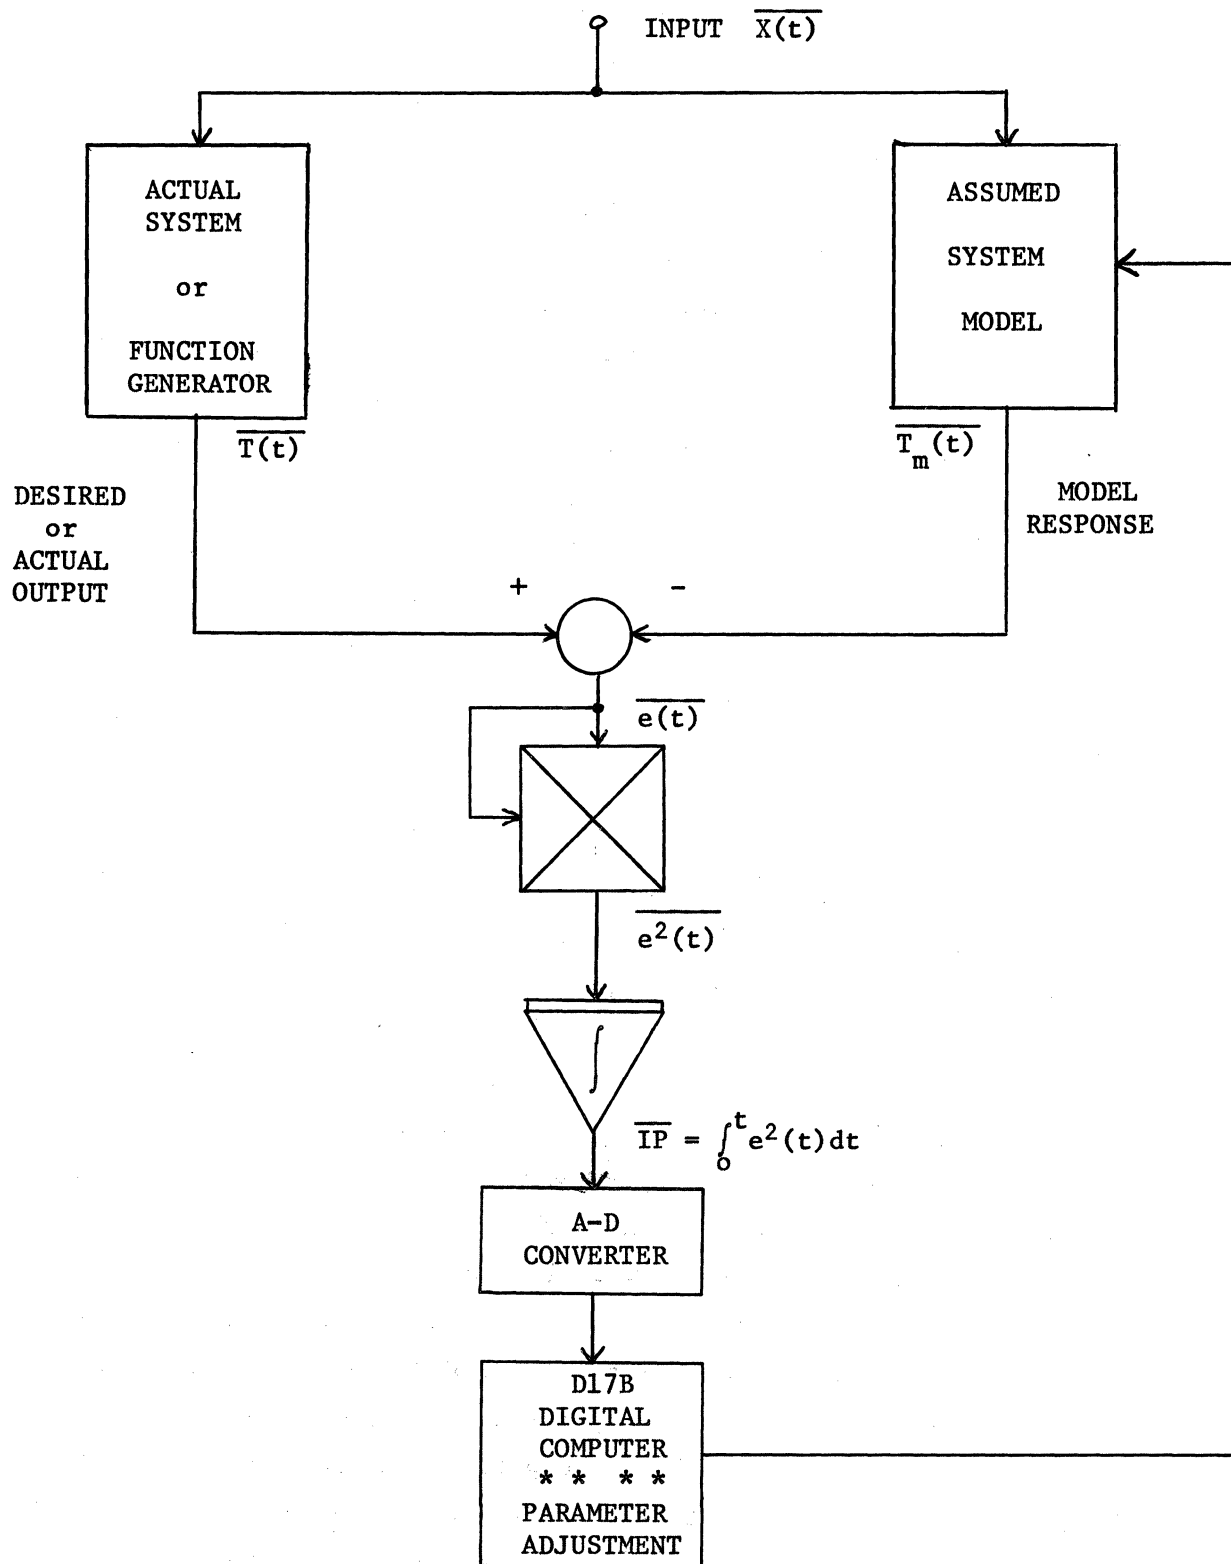 INPUT X(t)
ACTUAL
SYSTEM
or
FUNCTION
GENERATOR
ASSUMED
SYSTEM
MODEL
T(t)
T_m(t)
DESIRED
or
ACTUAL
OUTPUT
MODEL
RESPONSE
+
-
e(t)
e²(t)
∫
IP = ∫₀ᵗ e²(t)dt
A-D
CONVERTER
D17B
DIGITAL
COMPUTER
* * * *
PARAMETER
ADJUSTMENT